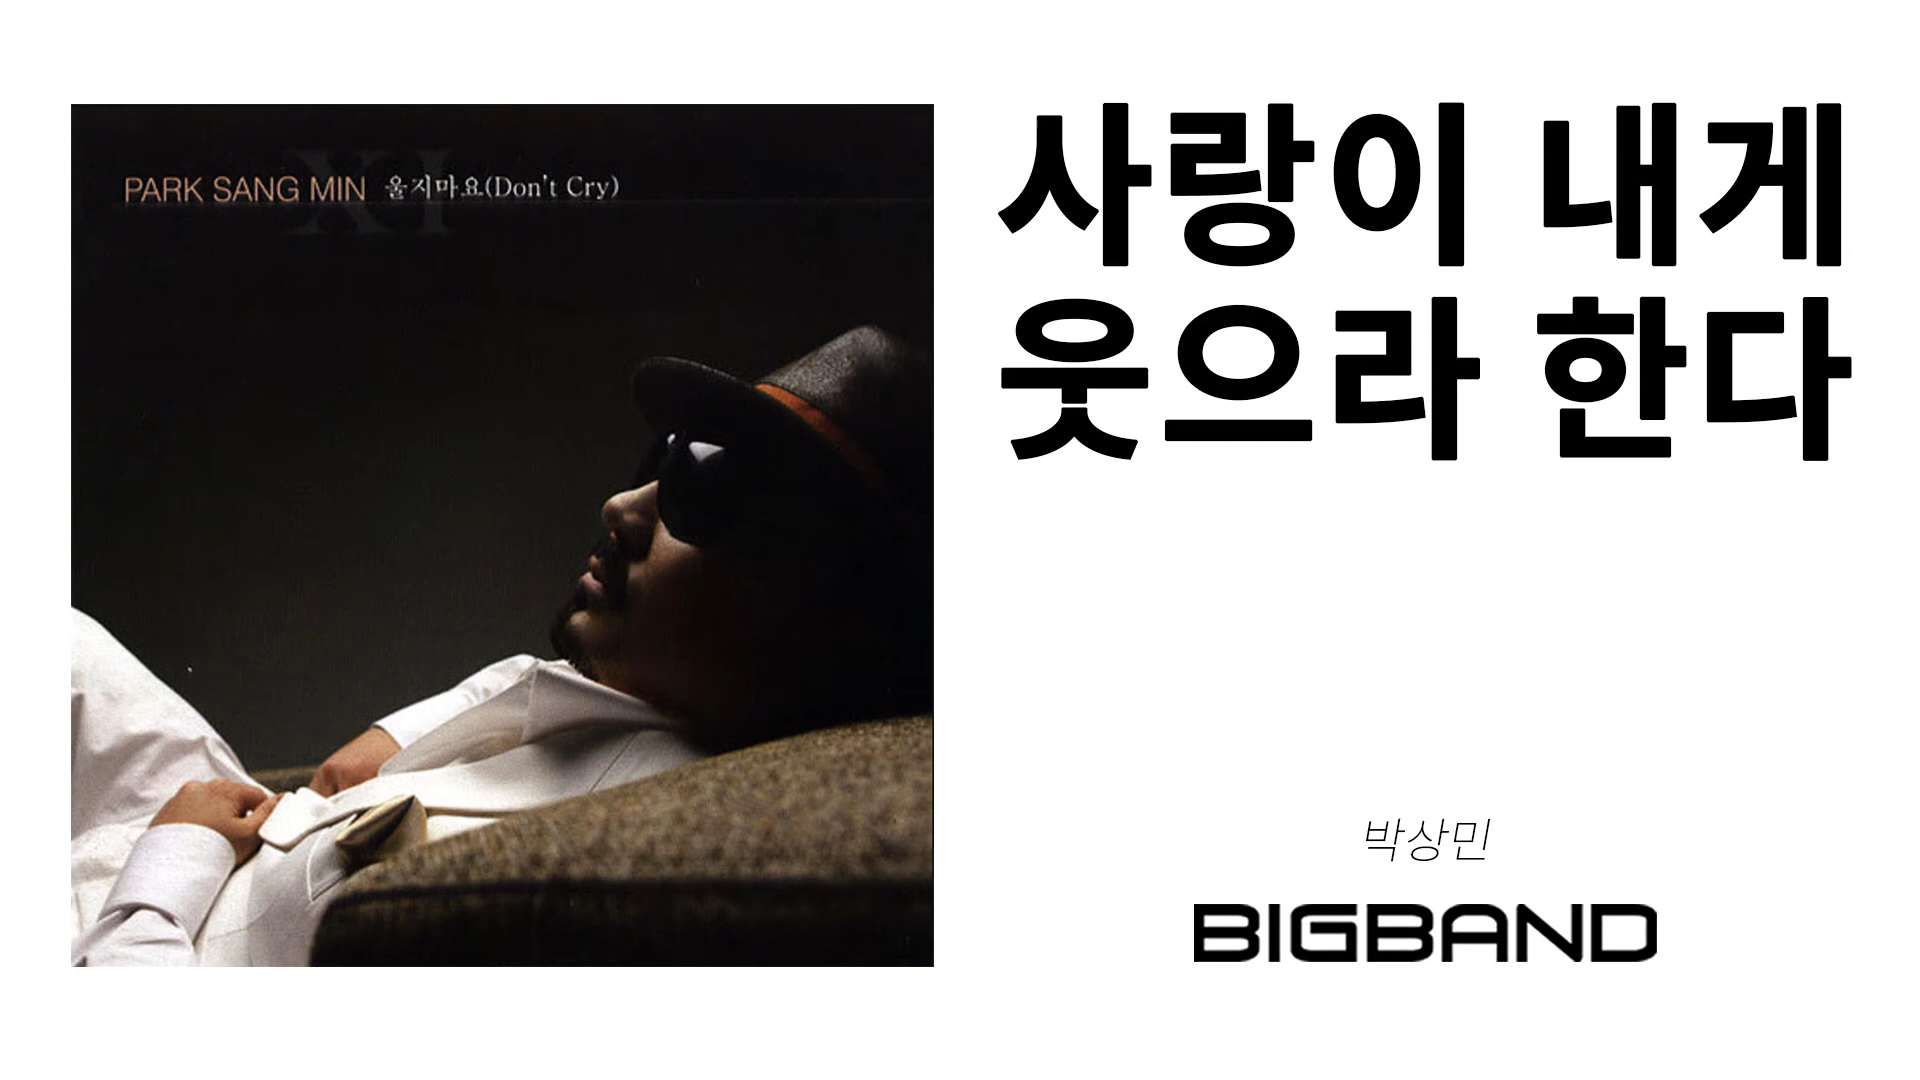 XI
PARK SANG MIN 울지마요(Don't Cry)
사랑이 내게
웃으라 한다
박상민
BIGBAND